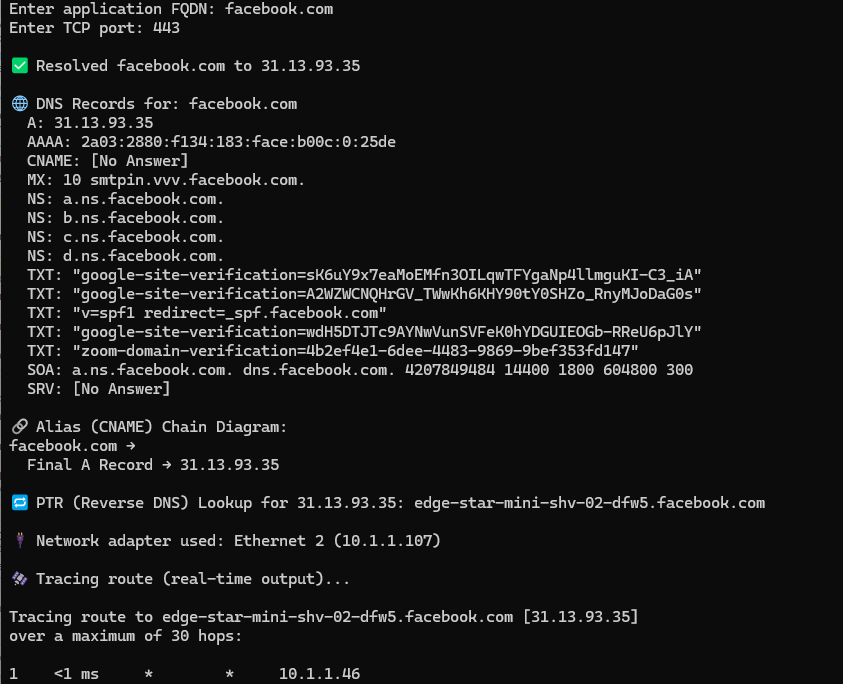 Enter application FQDN: facebook.com
Enter TCP port: 443
✅ Resolved facebook.com to 31.13.93.35
🌐 DNS Records for: facebook.com
A: 31.13.93.35
AAAA: 2a03:2880:f134:183:face:b00c:0:25de
CNAME: [No Answer]
MX: 10 smtpin.vvv.facebook.com.
NS: a.ns.facebook.com.
NS: b.ns.facebook.com.
NS: c.ns.facebook.com.
NS: d.ns.facebook.com.
TXT: "google-site-verification=sK6uY9x7eaMoEMfn3OILqwTFYgaNp4llmguKI-C3_iA"
TXT: "google-site-verification=A2WZWCNQHrGV_TWwKh6KHY90tY0SHZo_RnyMJoDaG0s"
TXT: "v=spf1 redirect=_spf.facebook.com"
TXT: "google-site-verification=wdH5DTJTc9AYNwVunSVFeK0hYDGUIEOGb-RReU6pJlY"
TXT: "zoom-domain-verification=4b2ef4e1-6dee-4483-9869-9bef353fd147"
SOA: a.ns.facebook.com. dns.facebook.com. 4207849484 14400 1800 604800 300
SRV: [No Answer]
🔗 Alias (CNAME) Chain Diagram:
facebook.com →
Final A Record → 31.13.93.35
🔁 PTR (Reverse DNS) Lookup for 31.13.93.35: edge-star-mini-shv-02-dfw5.facebook.com
🔌 Network adapter used: Ethernet 2 (10.1.1.107)
🛰 Tracing route (real-time output)...
Tracing route to edge-star-mini-shv-02-dfw5.facebook.com [31.13.93.35]
over a maximum of 30 hops:
1 <1 ms * * 10.1.1.46